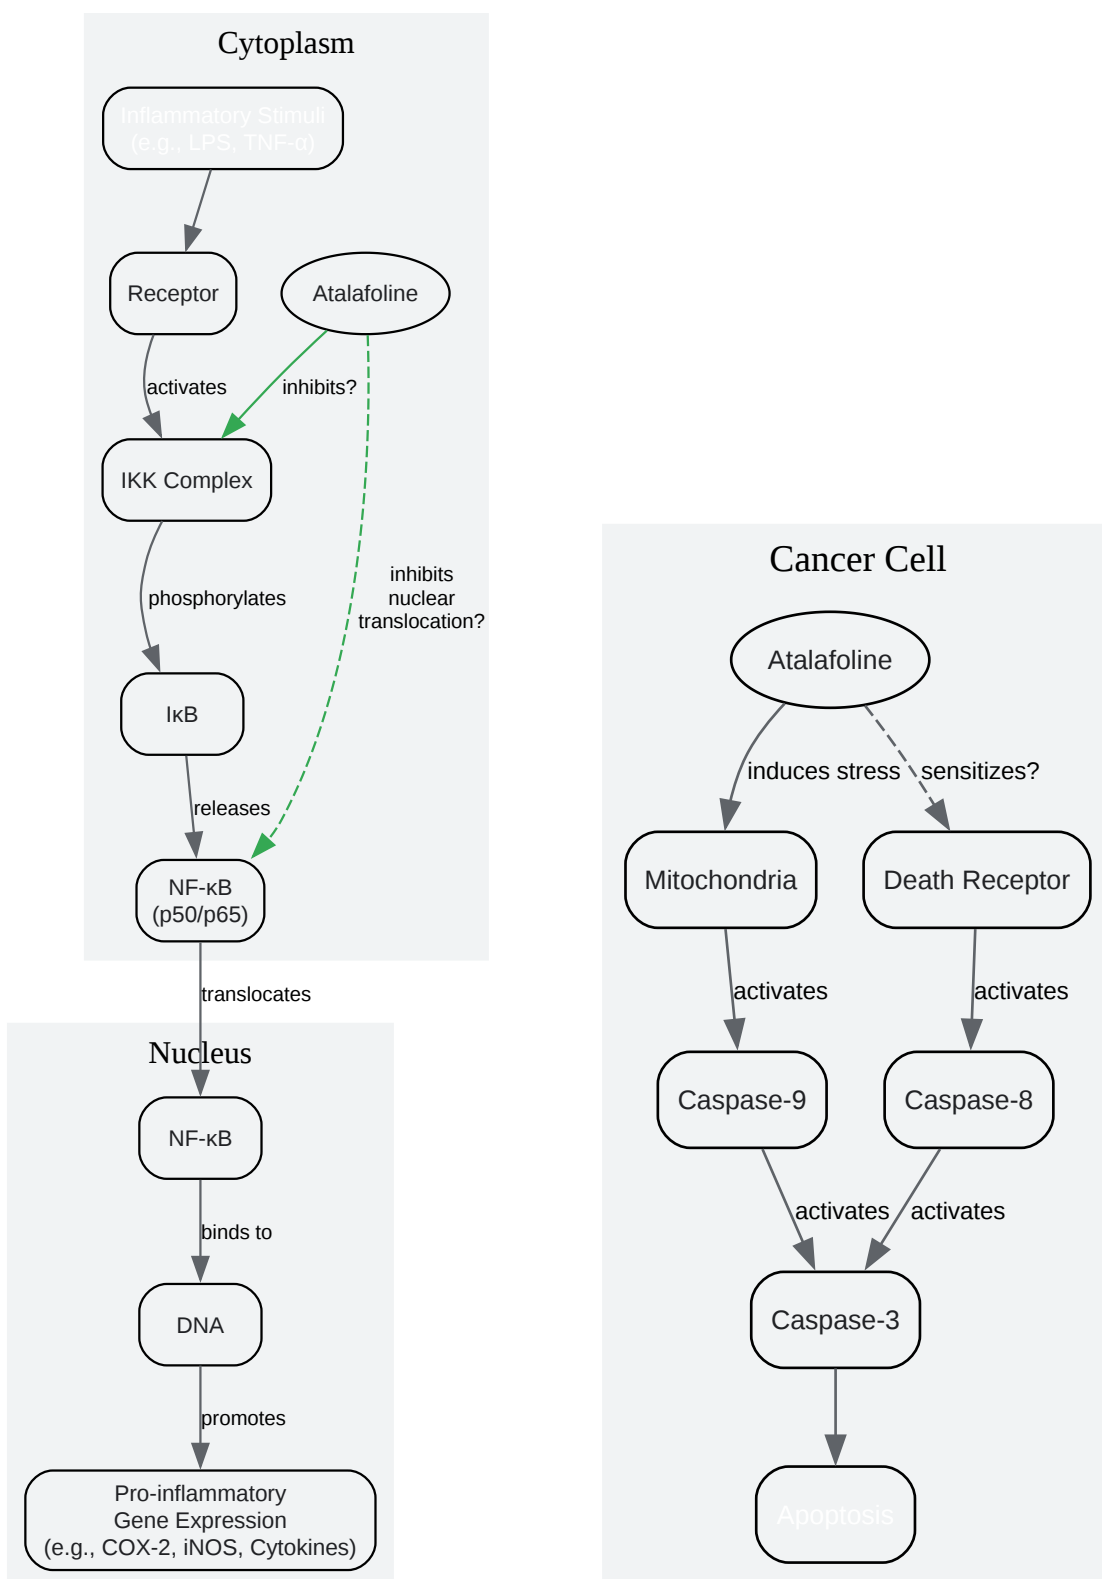 Cytoplasm
Inflammatory Stimuli
(e.g., LPS, TNF-α)
Receptor
Atalafoline
activates
inhibits?
IKK Complex
phosphorylates
inhibits
nuclear
translocation?
IκB
releases
NF-κB
(p50/p65)
translocates
Nucleus
NF-κB
binds to
DNA
promotes
Pro-inflammatory
Gene Expression
(e.g., COX-2, iNOS, Cytokines)
Cancer Cell
Atalafoline
induces stress
sensitizes?
Mitochondria
Death Receptor
activates
activates
Caspase-9
Caspase-8
activates
activates
Caspase-3
Apoptosis